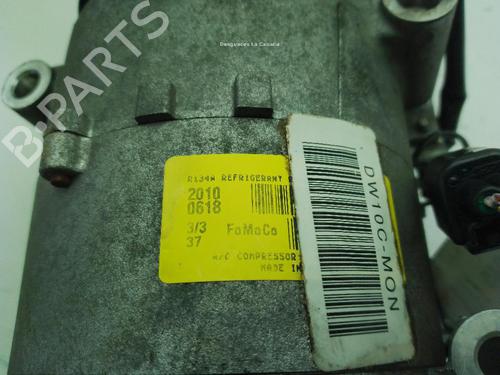 Desguaces La Cabaña
B-PARTS
R134A REFRIGERANT
2010
0618
3/3 FoMoCo
37
A/C COMPRESSOR
MADE IN
DW10C-MON